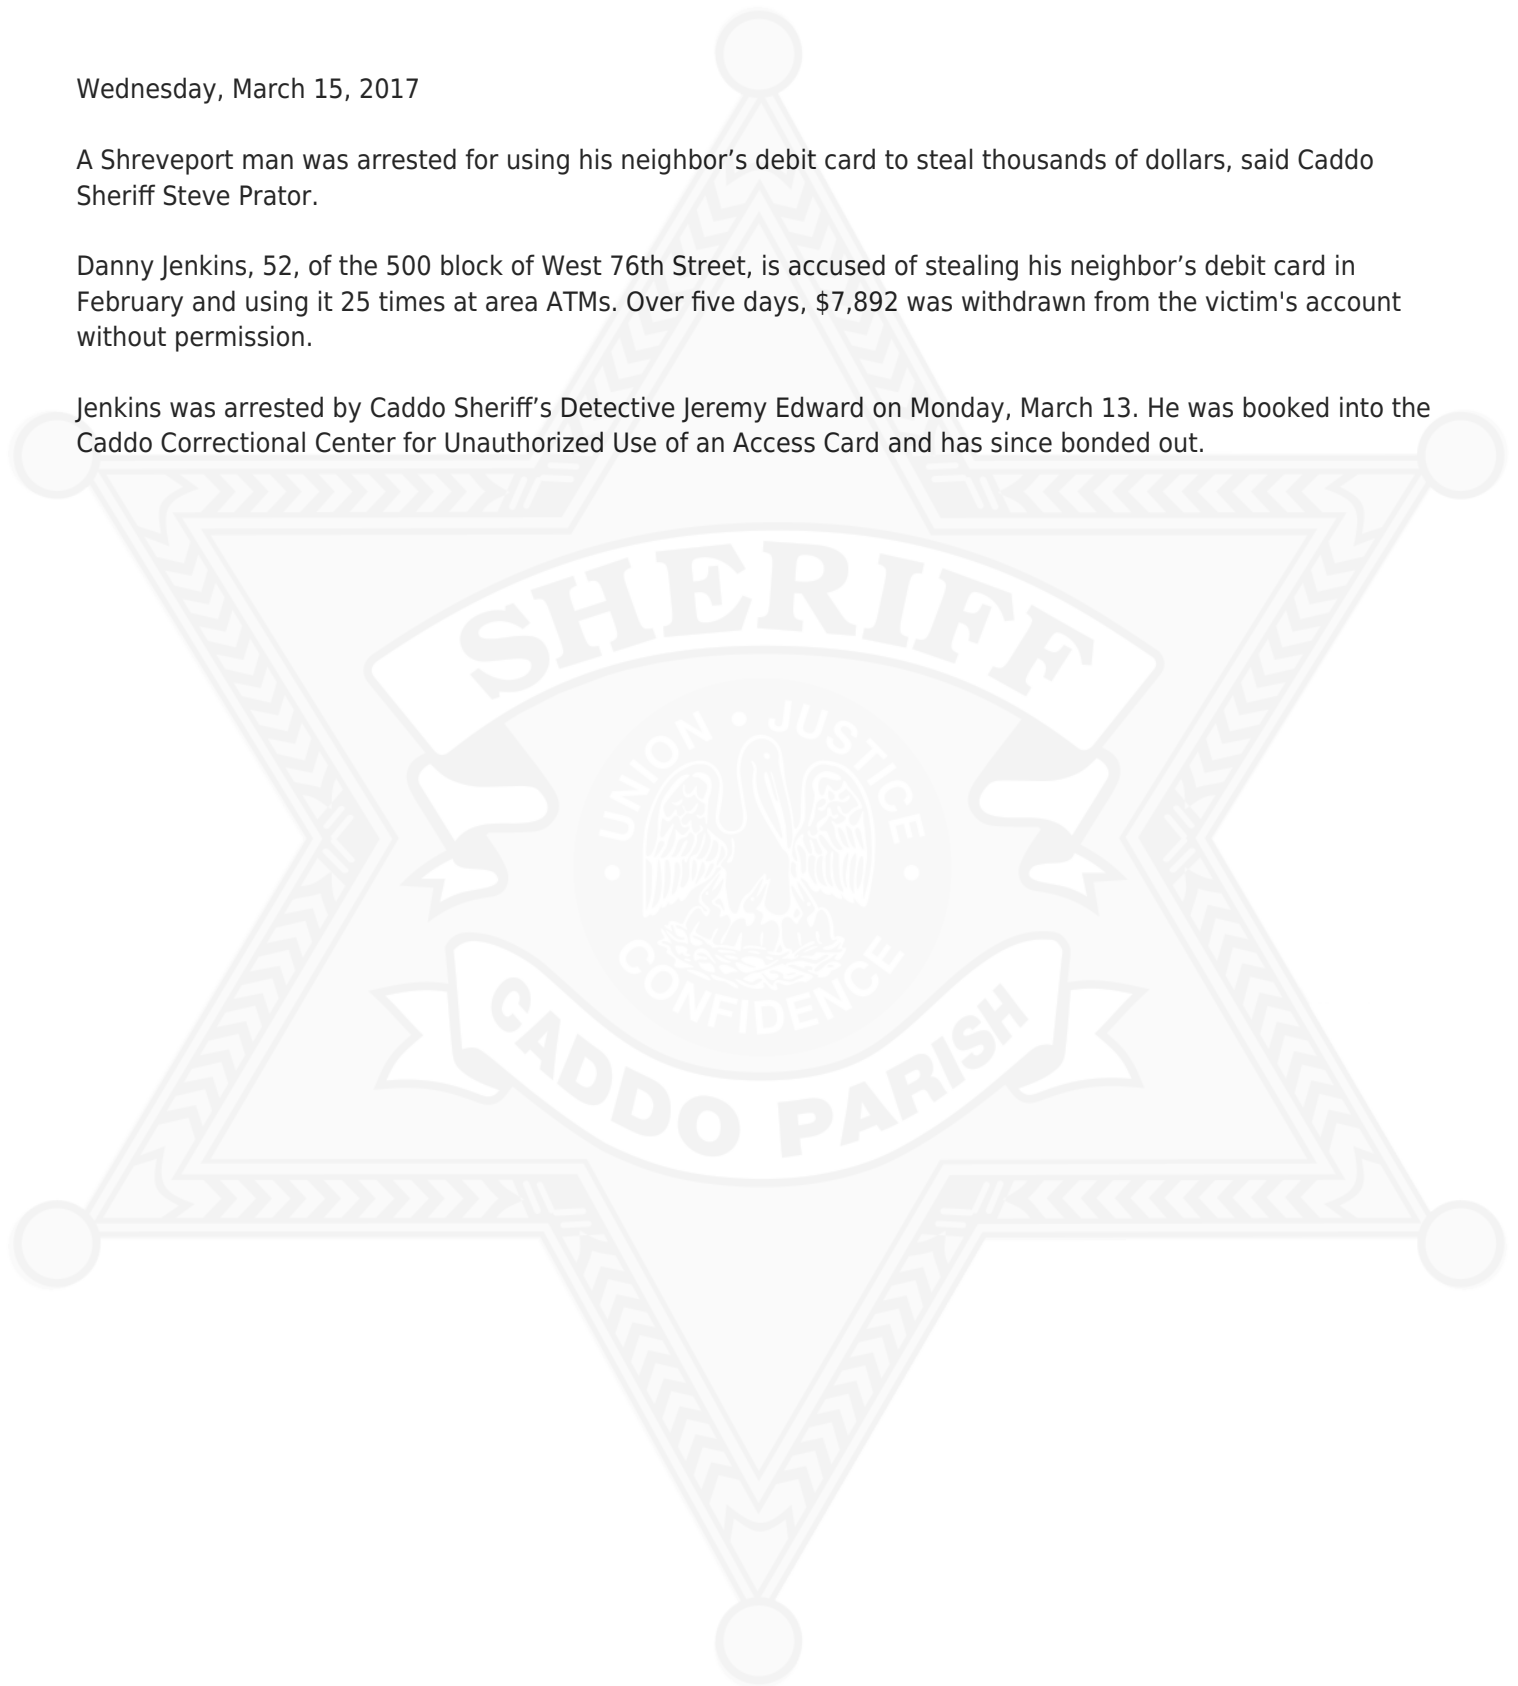 Wednesday, March 15, 2017
A Shreveport man was arrested for using his neighbor’s debit card to steal thousands of dollars, said Caddo
Sheriff Steve Prator.
Danny Jenkins, 52, of the 500 block of West 76th Street, is accused of stealing his neighbor’s debit card in
February and using it 25 times at area ATMs. Over five days, $7,892 was withdrawn from the victim's account
without permission.
Jenkins was arrested by Caddo Sheriff’s Detective Jeremy Edward on Monday, March 13. He was booked into the
Caddo Correctional Center for Unauthorized Use of an Access Card and has since bonded out.
SHERIFF
UNION • JUSTICE
• CONFIDENCE •
CADDO PARISH